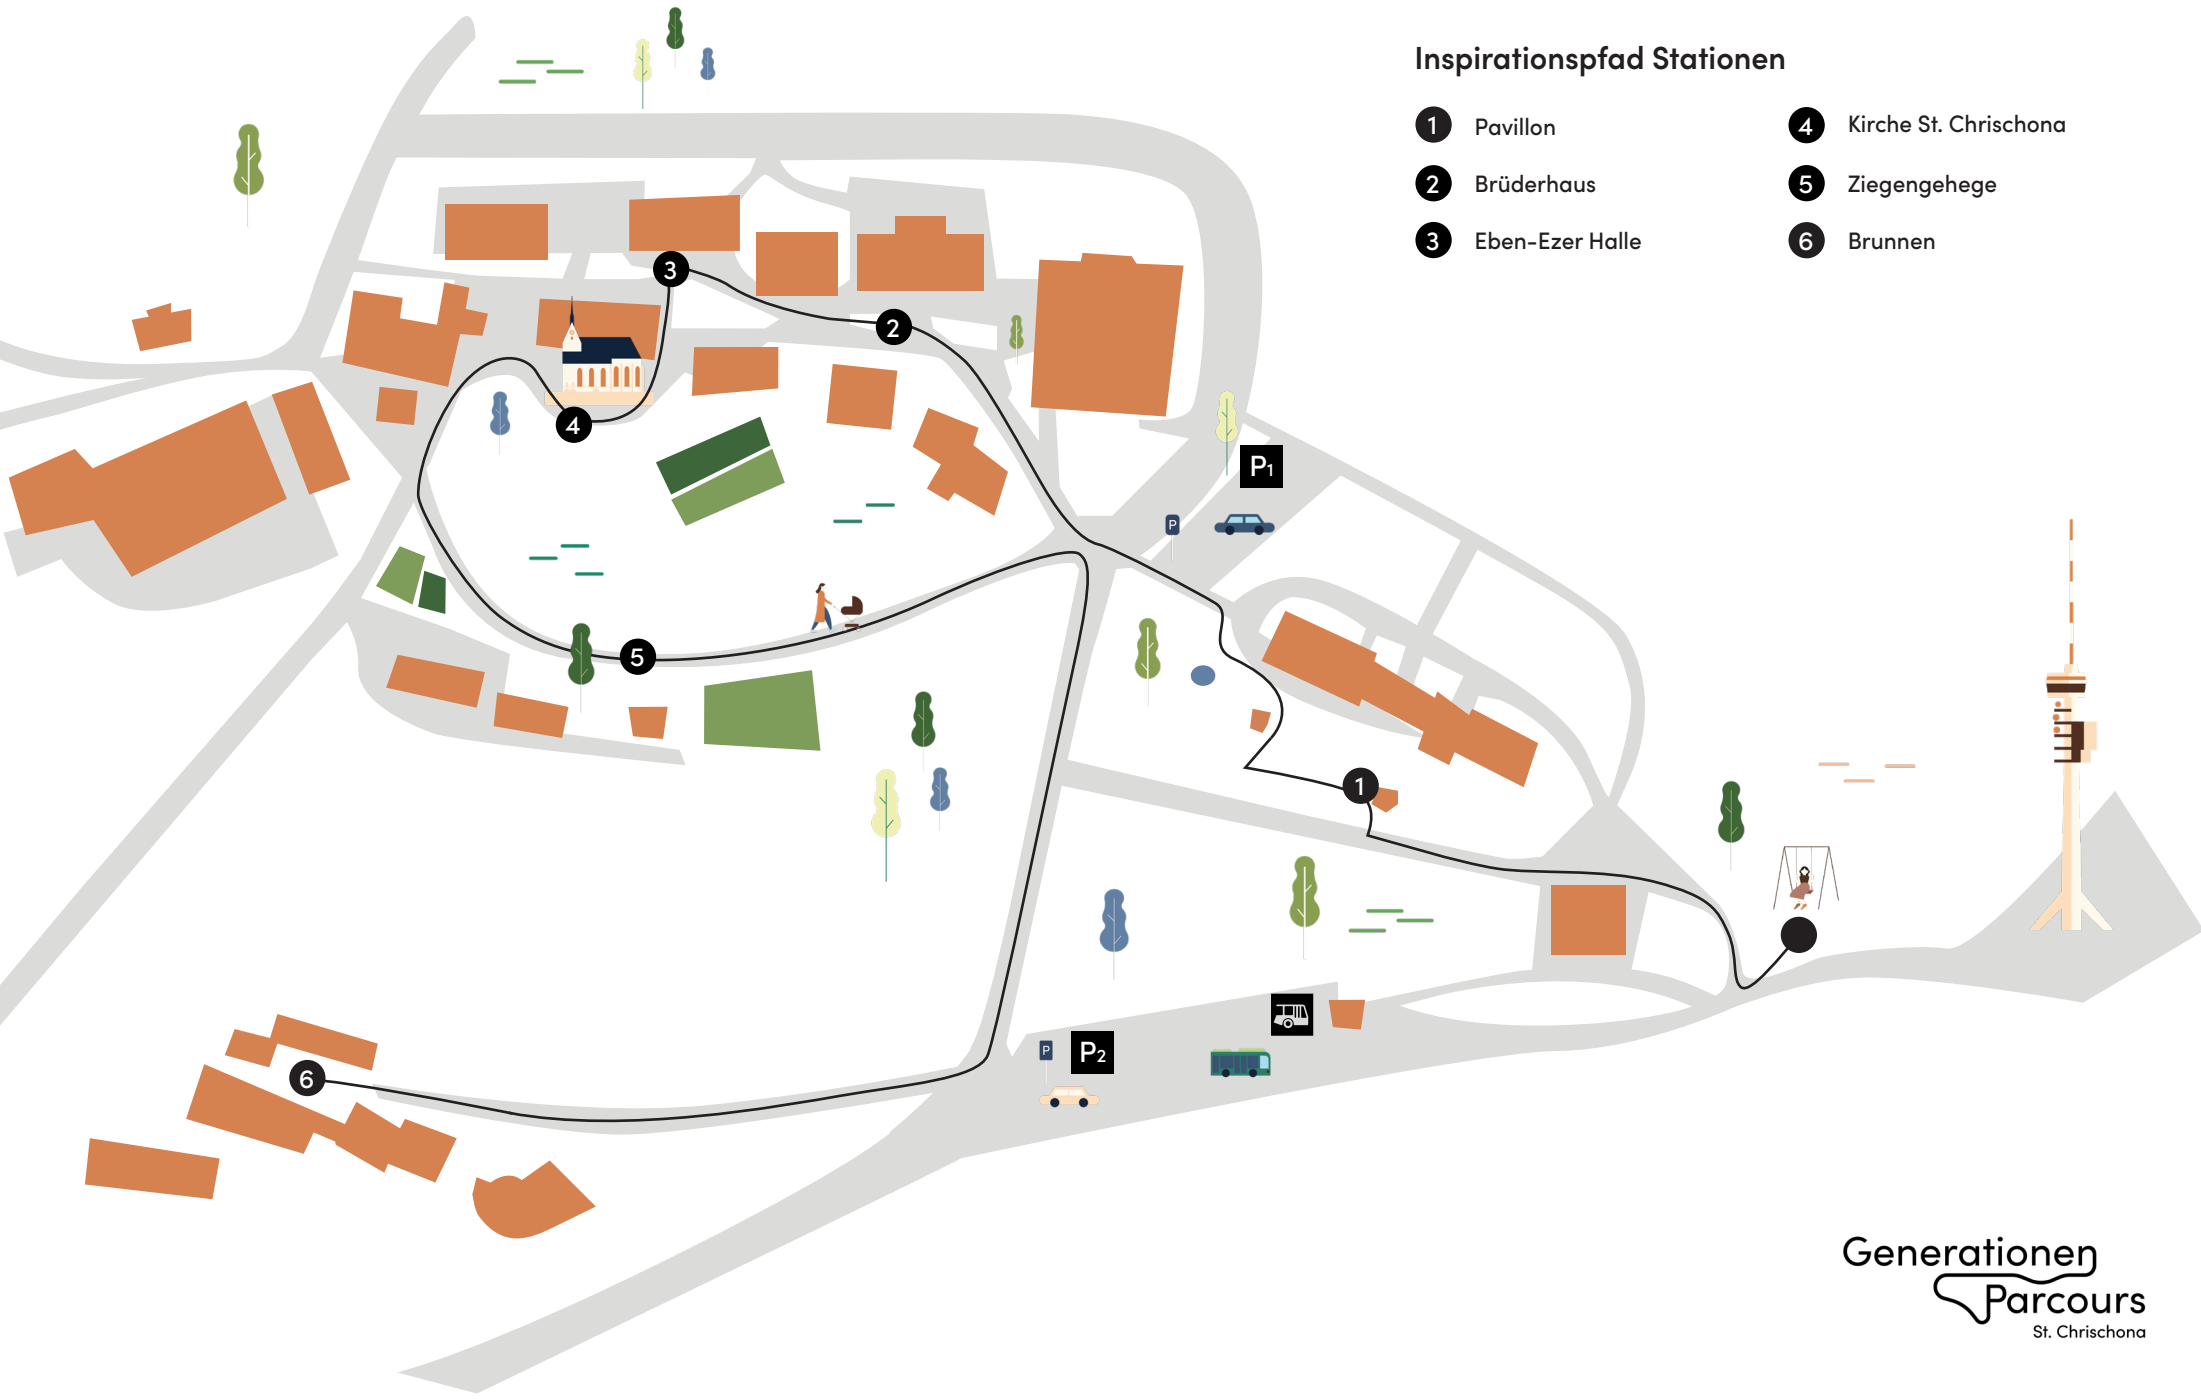 Inspirationspfad Stationen
1 Pavillon
2 Brüderhaus
3 Eben-Ezer Halle
4 Kirche St. Chrischona
5 Ziegengehege
6 Brunnen
3
2
4
P1
P
5
1
6
P
P2
Generationen
Parcours
St. Chrischona